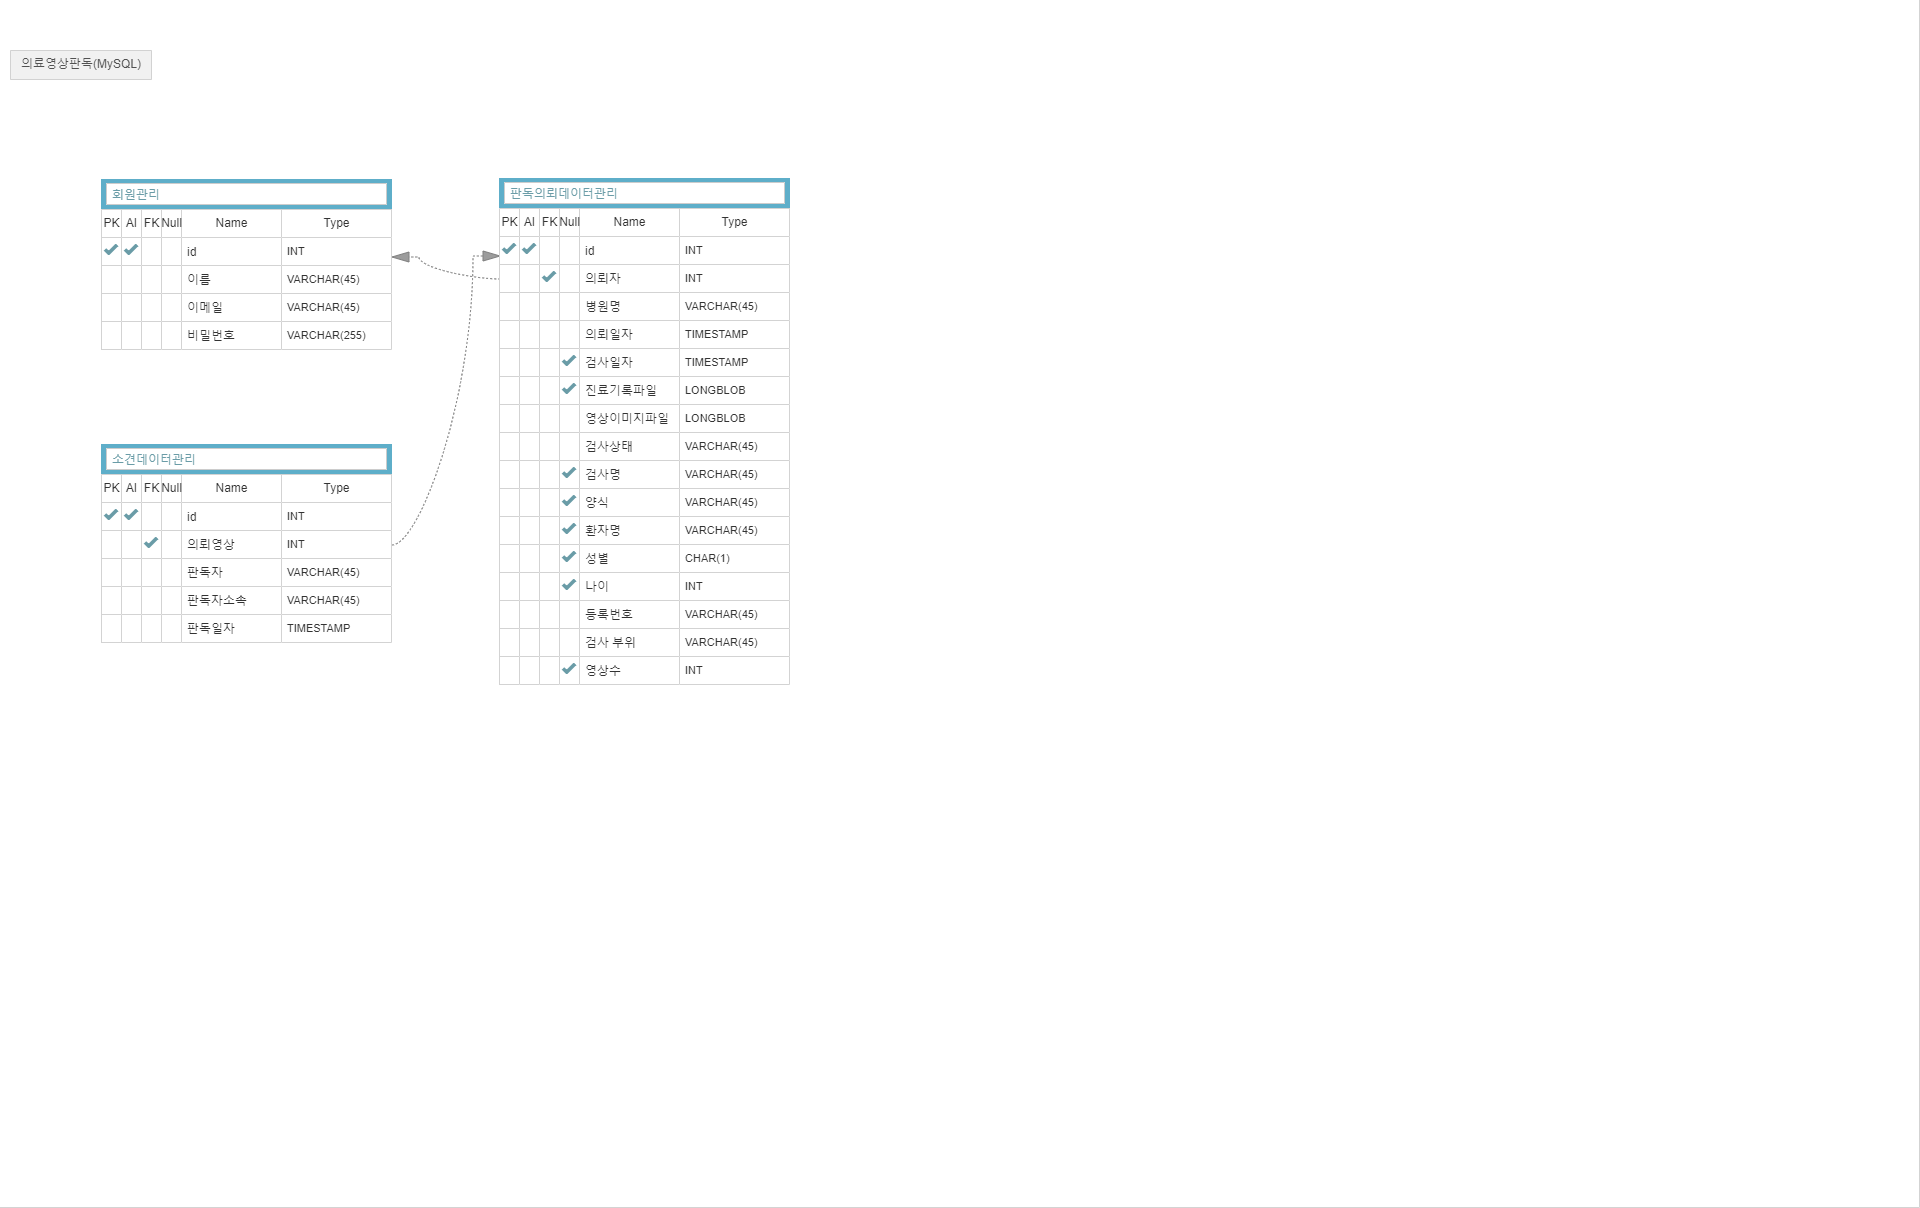 의료영상판독(MySQL)
회원관리
PK AI FK Null Name Type
id INT
이름 VARCHAR(45)
이메일 VARCHAR(45)
비밀번호 VARCHAR(255)
판독의뢰데이터관리
PK AI FK Null Name Type
id INT
의뢰자 INT
병원명 VARCHAR(45)
의뢰일자 TIMESTAMP
검사일자 TIMESTAMP
진료기록파일 LONGBLOB
영상이미지파일 LONGBLOB
검사상태 VARCHAR(45)
검사명 VARCHAR(45)
양식 VARCHAR(45)
환자명 VARCHAR(45)
성별 CHAR(1)
나이 INT
등록번호 VARCHAR(45)
검사 부위 VARCHAR(45)
영상수 INT
소견데이터관리
PK AI FK Null Name Type
id INT
의뢰영상 INT
판독자 VARCHAR(45)
판독자소속 VARCHAR(45)
판독일자 TIMESTAMP